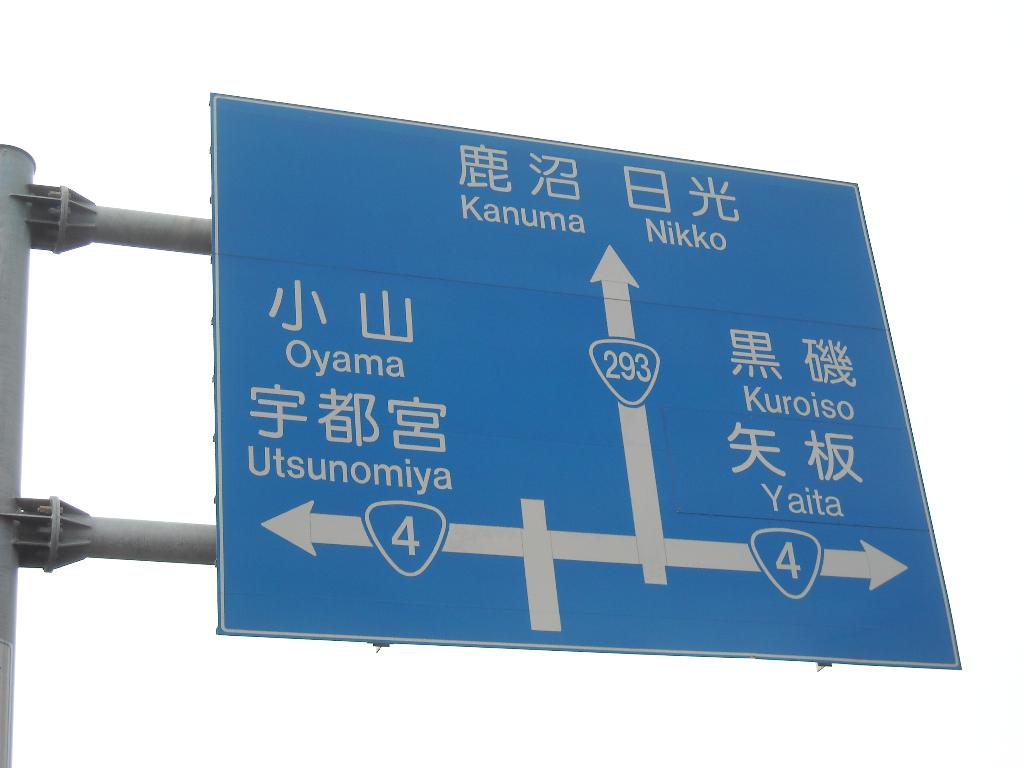 鹿沼 日光
Kanuma Nikko
小山
Oyama
宇都宮
Utsunomiya
293
黒磯
Kuroiso
矢板
Yaita
4
4